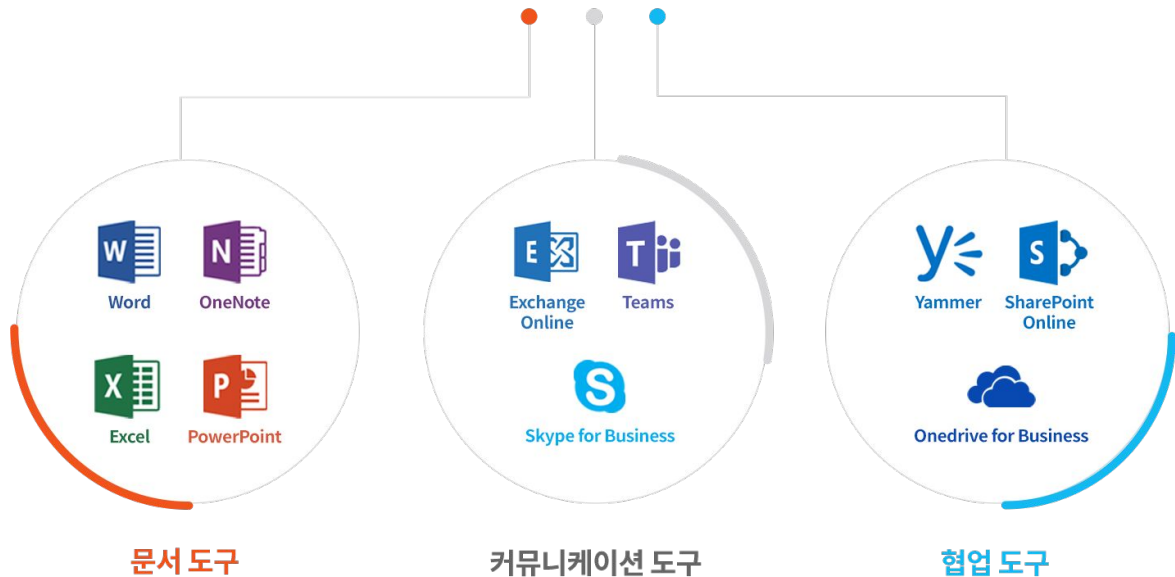 Word
OneNote
Excel
PowerPoint
문서 도구
Exchange
Online
Teams
Skype for Business
커뮤니케이션 도구
Yammer
SharePoint
Online
Onedrive for Business
협업 도구